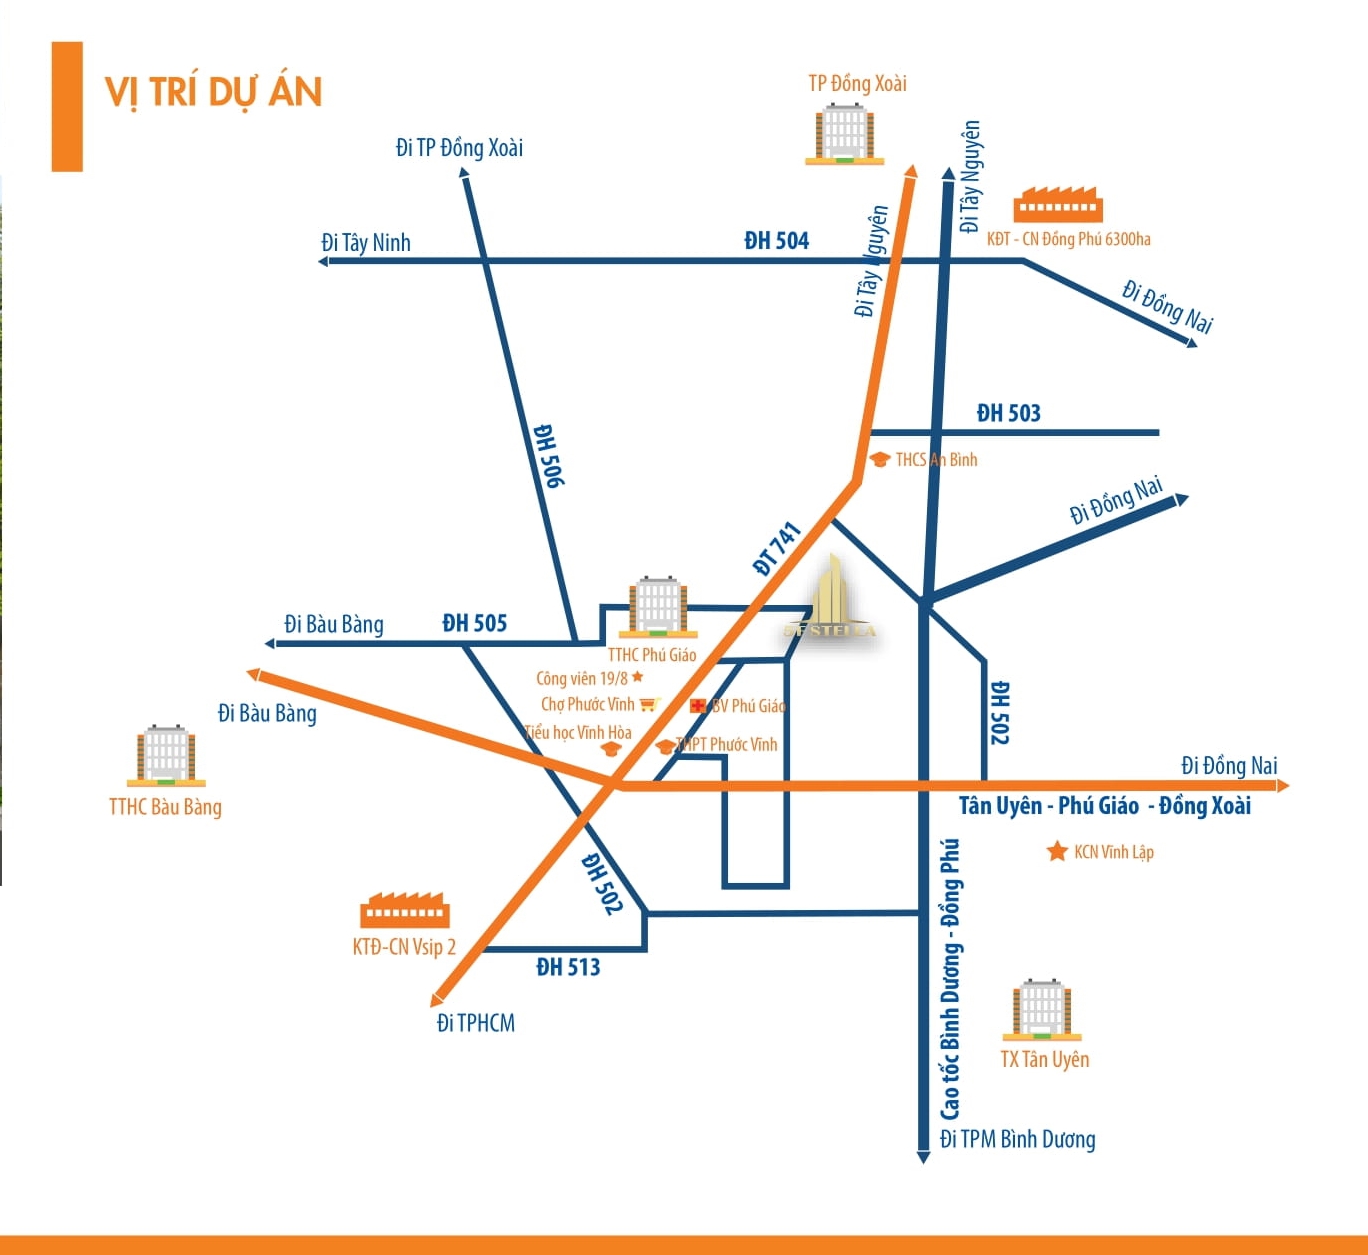 VỊ TRÍ DỰ ÁN
TP Đồng Xoài
Đi TP Đồng Xoài
Đi Tây Nguyên
Đi Tây Nguyên
Đi Tây Ninh
ĐH 504
KĐT - CN Đồng Phú 6300ha
Đi Đồng Nai
ĐH 503
ĐH 506
THCS An Bình
Đi Đồng Nai
ĐT 741
Đi Bàu Bàng
ĐH 505
TTHC Phú Giáo
Công viên 19/8
Chợ Phước Vĩnh
BV Phú Giáo
Đi Bàu Bàng
Tiểu học Vĩnh Hòa
THPT Phước Vĩnh
ĐH 502
Đi Đồng Nai
TTHC Bàu Bàng
Tân Uyên - Phú Giáo - Đồng Xoài
KCN Vĩnh Lập
ĐH 502
KTĐ-CN Vsip 2
ĐH 513
Cao tốc Bình Dương - Đồng Phú
Đi TPHCM
TX Tân Uyên
Đi TPM Bình Dương